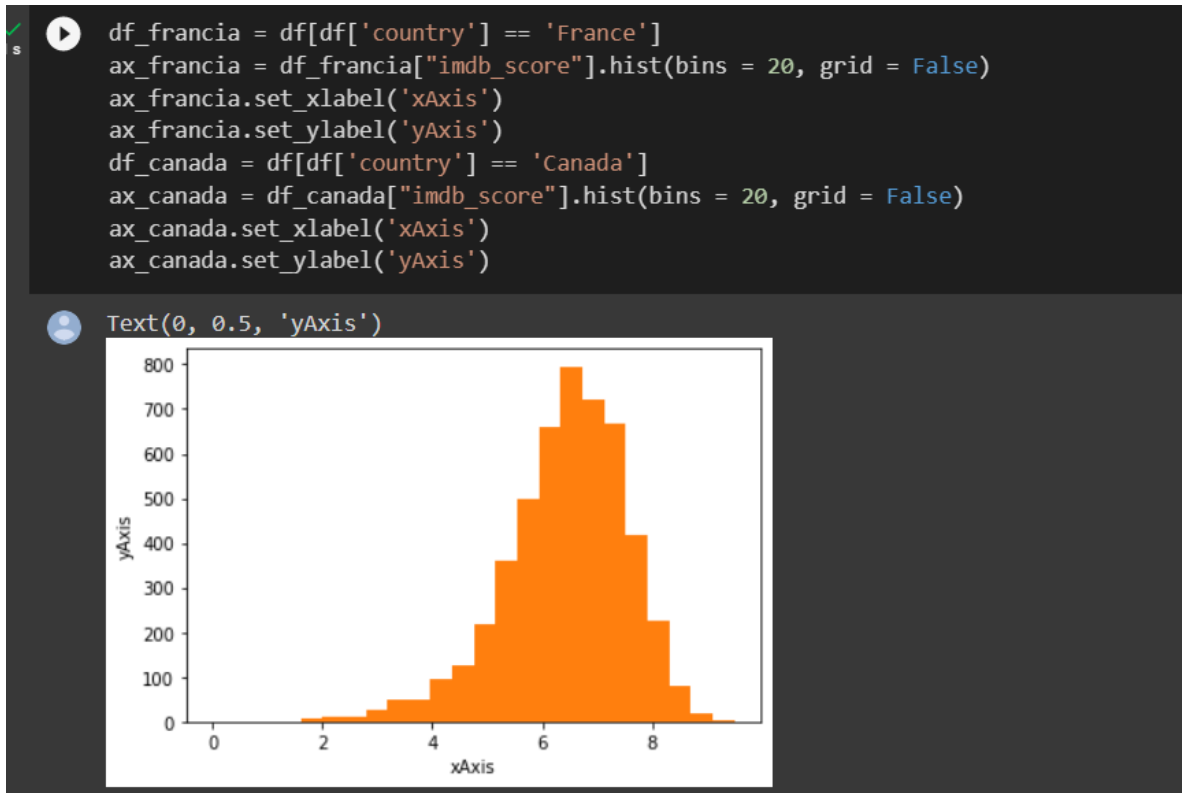 df_francia = df[df['country'] == 'France']
s
ax_francia = df_francia["imdb_score"].hist(bins = 20, grid = False)
ax_francia.set_xlabel('xAxis')
ax_francia.set_ylabel('yAxis')
df_canada = df[df['country'] == 'Canada']
ax_canada = df_canada["imdb_score"].hist(bins = 20, grid = False)
ax_canada.set_xlabel('xAxis')
ax_canada.set_ylabel('yAxis')
Text(0, 0.5, 'yAxis')
800
700
600
500
400
300
200
100
0
yAxis
0 2 4 6 8
xAxis